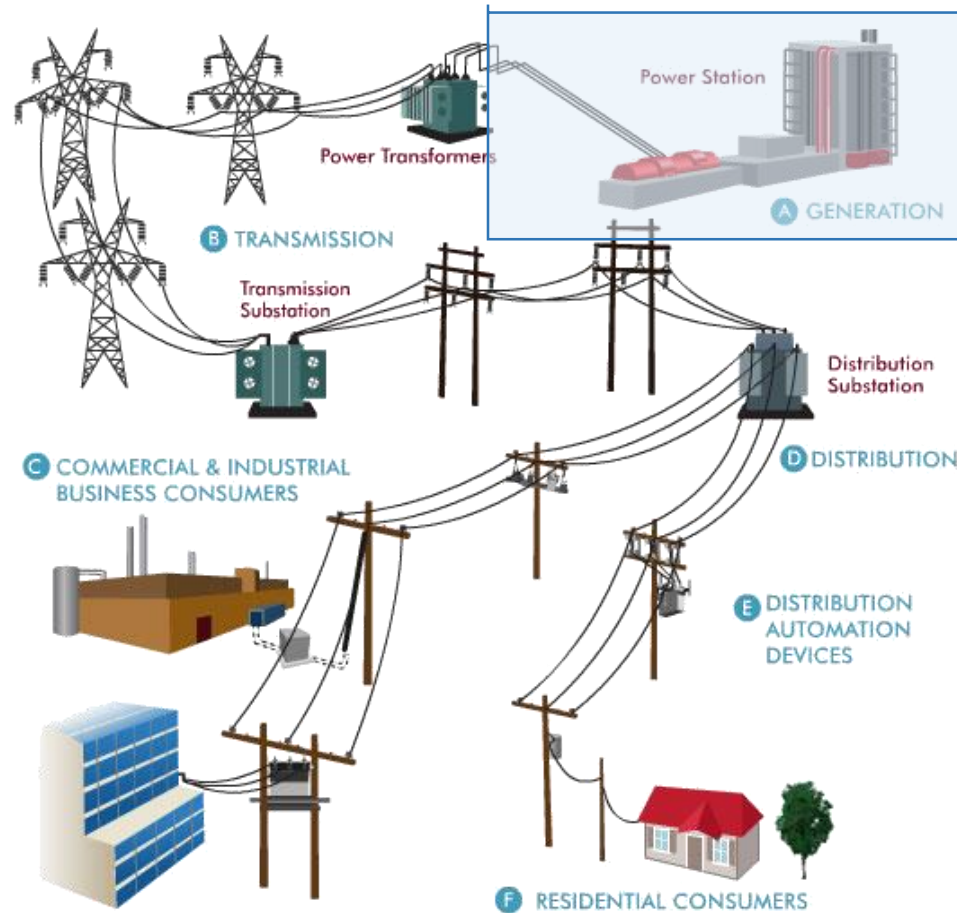 Power Station
Power Transformers
A GENERATION
B TRANSMISSION
Transmission
Substation
Distribution
Substation
C COMMERCIAL & INDUSTRIAL
BUSINESS CONSUMERS
D DISTRIBUTION
E DISTRIBUTION
AUTOMATION
DEVICES
F RESIDENTIAL CONSUMERS